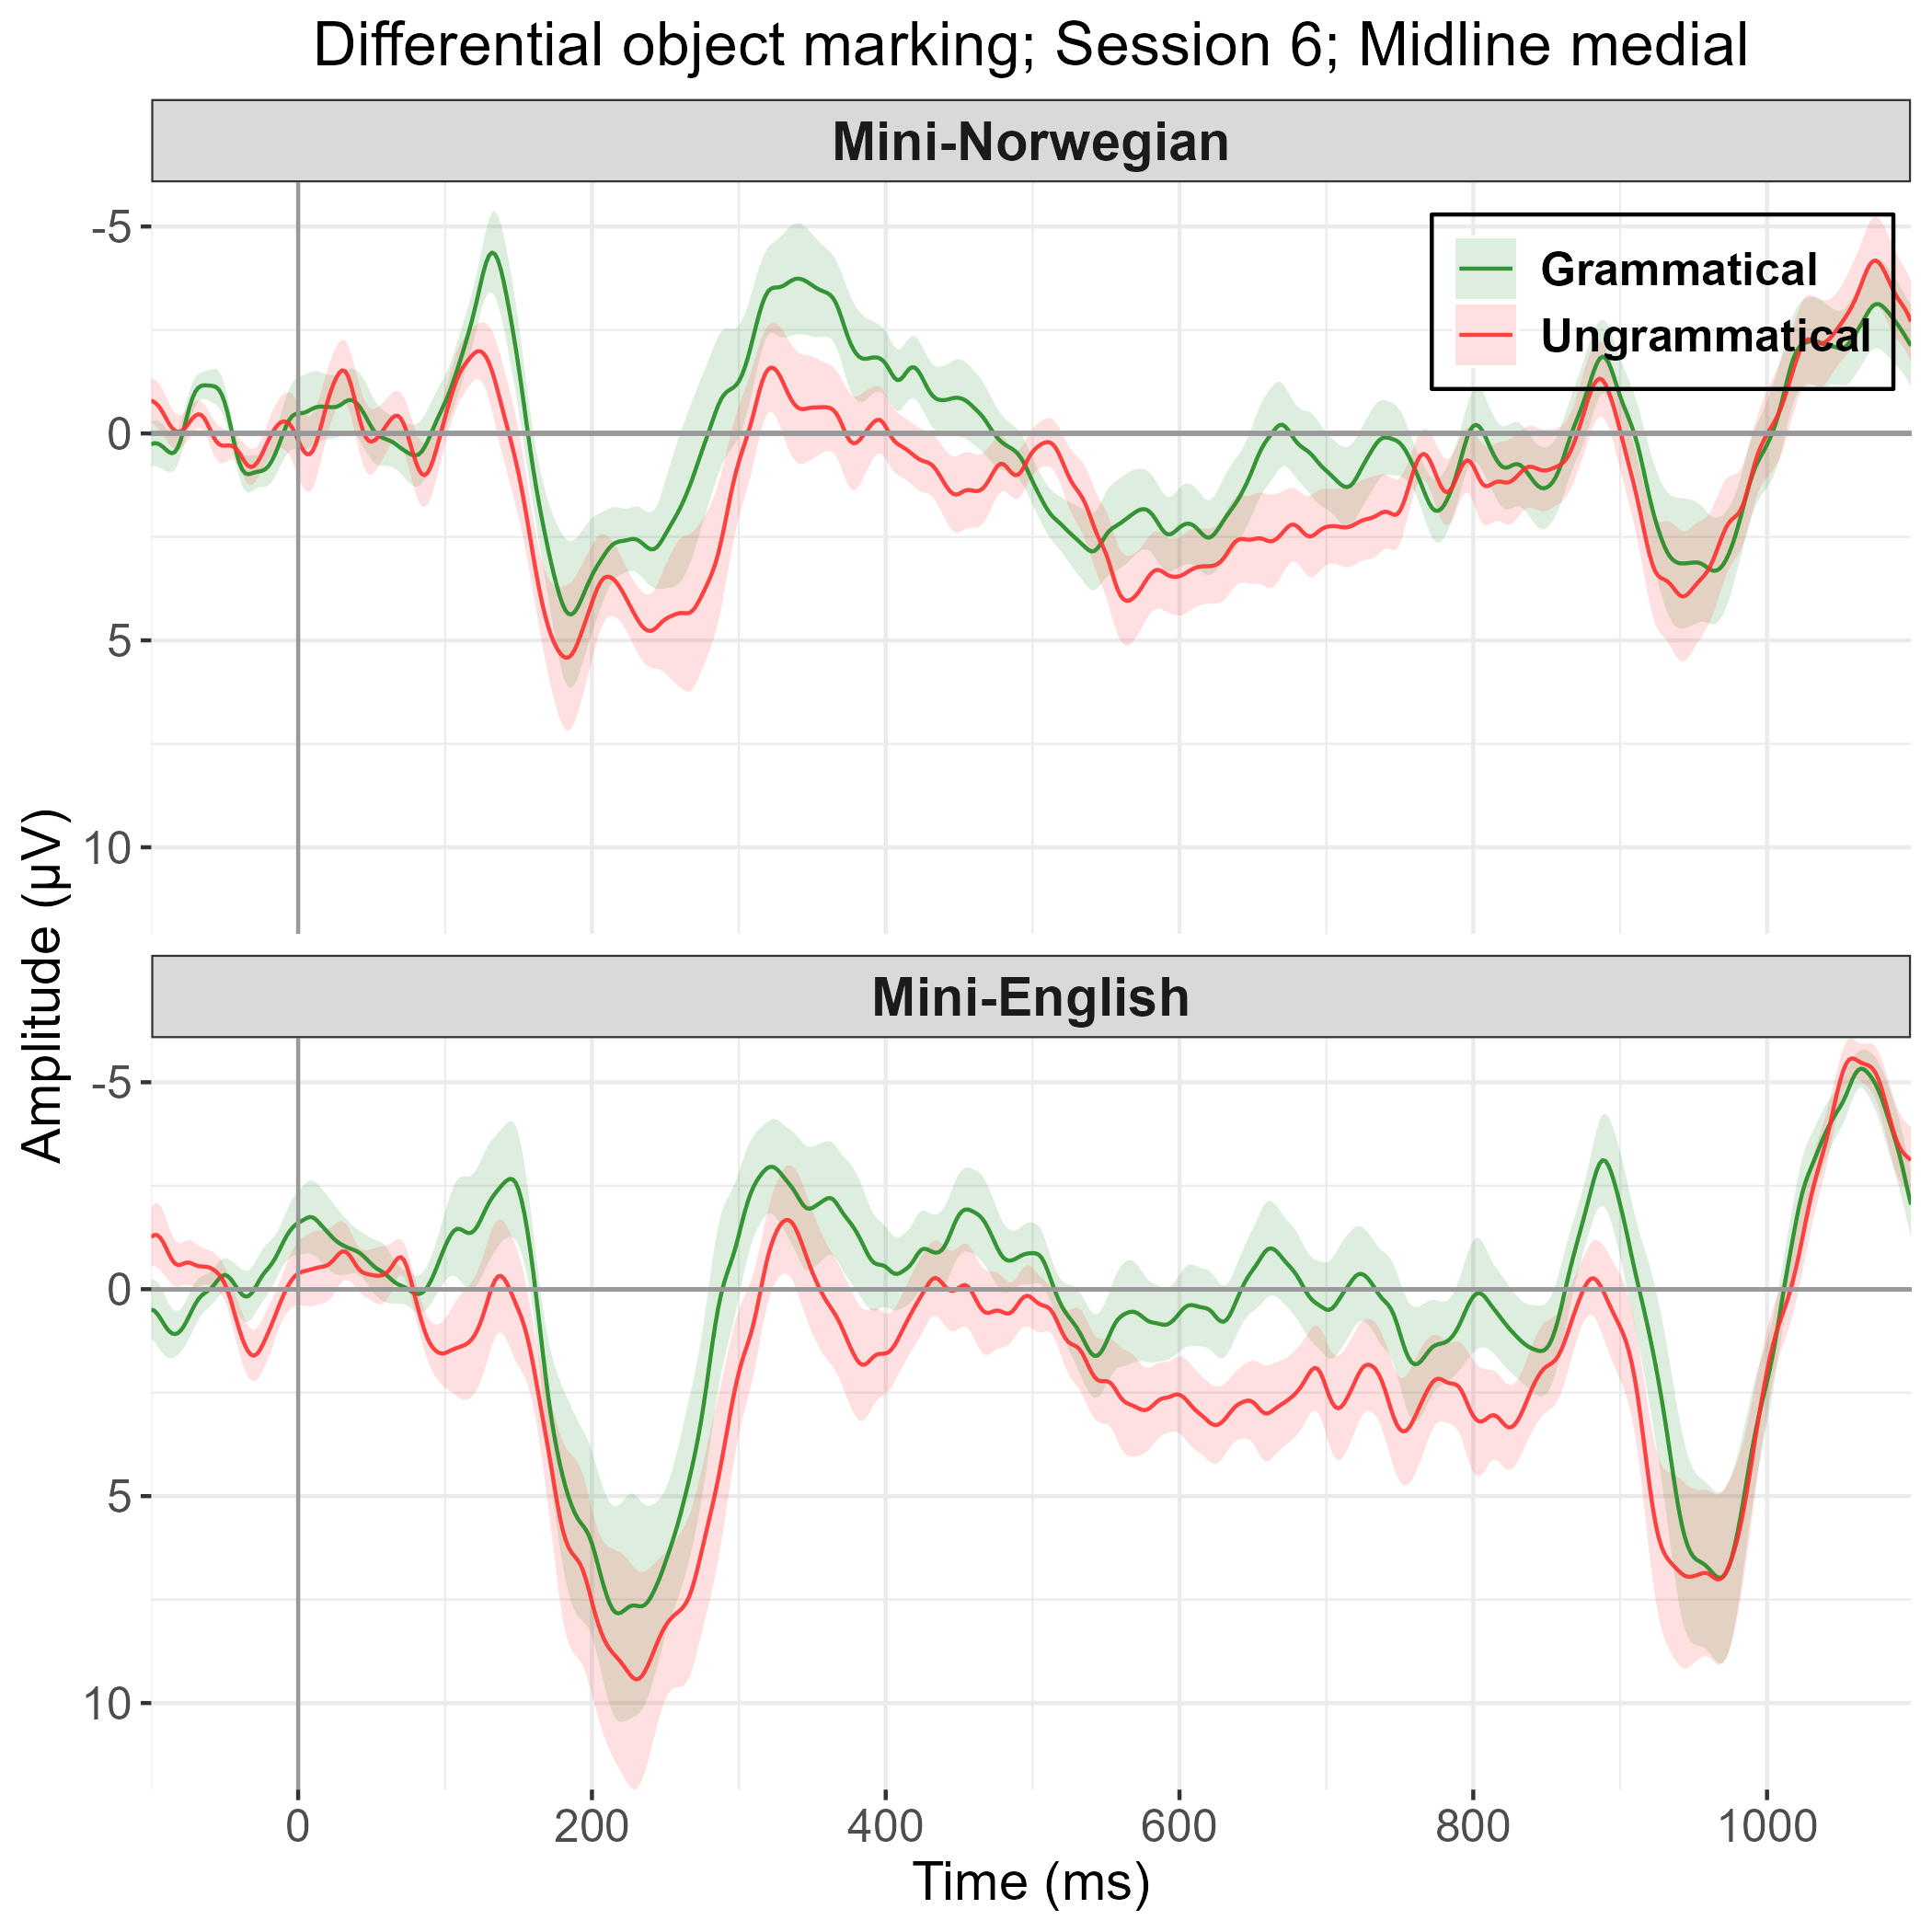 Differential object marking; Session 6; Midline medial
Mini-Norwegian
-5
0
5
10
Grammatical
Ungrammatical
Amplitude (µV)
Mini-English
-5
0
5
10
0 200 400 600 800 1000
Time (ms)